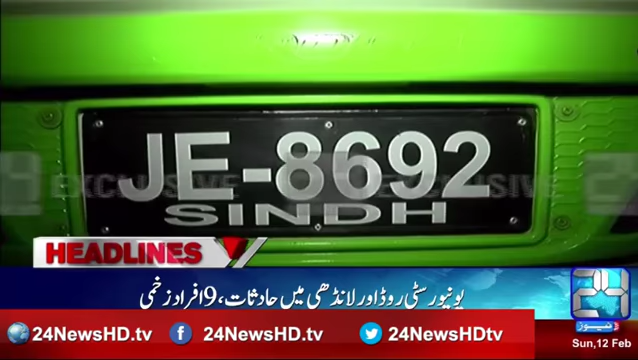 JE-8692
SINDH
EXCLUSIVE EXCLUSIVE
HEADLINES
یونیورسٹی روڈ اور لانڈھی میں حادثات، 9 افراد زخمی
24
نیوز
24NewsHD.tv 24NewsHD.tv 24NewsHDtv
Sun,12 Feb